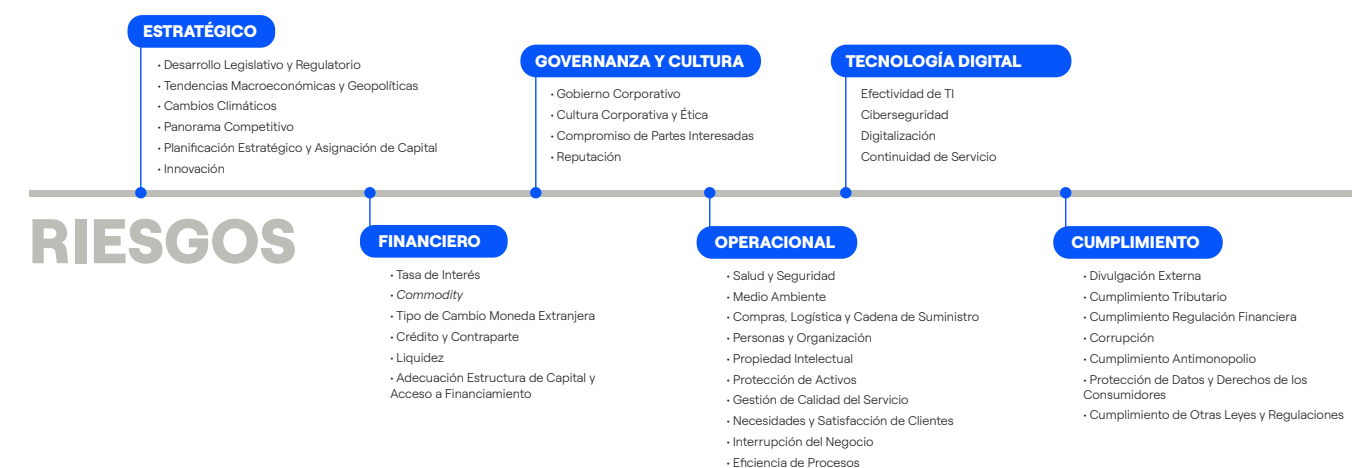 ESTRATÉGICO
• Desarrollo Legislativo y Regulatorio
• Tendencias Macroeconómicas y Geopolíticas
• Cambios Climáticos
• Panorama Competitivo
• Planificación Estratégico y Asignación de Capital
• Innovación
GOVERNANZA Y CULTURA
• Gobierno Corporativo
• Cultura Corporativa y Ética
• Compromiso de Partes Interesadas
• Reputación
TECNOLOGÍA DIGITAL
Efectividad de TI
Ciberseguridad
Digitalización
Continuidad de Servicio
RIESGOS
FINANCIERO
• Tasa de Interés
• Commodity
• Tipo de Cambio Moneda Extranjera
• Crédito y Contraparte
• Liquidez
• Adecuación Estructura de Capital y
Acceso a Financiamiento
OPERACIONAL
• Salud y Seguridad
• Medio Ambiente
• Compras, Logística y Cadena de Suministro
• Personas y Organización
• Propiedad Intelectual
• Protección de Activos
• Gestión de Calidad del Servicio
• Necesidades y Satisfacción de Clientes
• Interrupción del Negocio
• Eficiencia de Procesos
CUMPLIMIENTO
• Divulgación Externa
• Cumplimiento Tributario
• Cumplimiento Regulación Financiera
• Corrupción
• Cumplimiento Antimonopolio
• Protección de Datos y Derechos de los
Consumidores
• Cumplimiento de Otras Leyes y Regulaciones